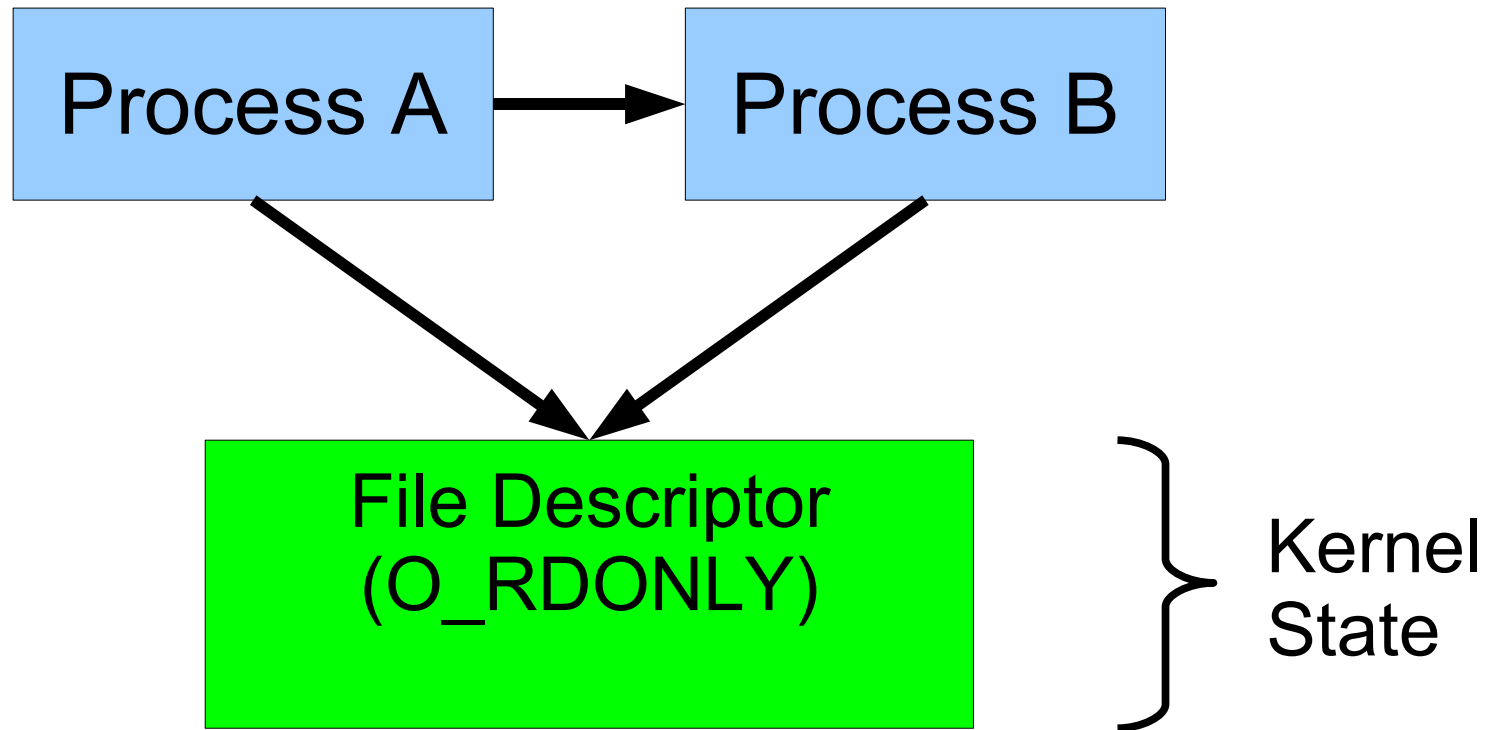 Process A
Process B
File Descriptor
(O_RDONLY)
Kernel
State